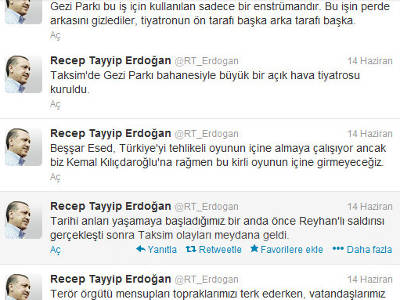 Gezi Parkı bu iş için kullanılan sadece bir enstrümandır. Bu işin perde
arkasını gizlediler, tiyatronun ön tarafı başka arka tarafı başka.
Aç
Recep Tayyip Erdoğan @RT_Erdogan 14 Haziran
Taksim'de Gezi Parkı bahanesiyle büyük bir açık hava tiyatrosu
kuruldu.
Aç
Recep Tayyip Erdoğan @RT_Erdogan 14 Haziran
Beşşar Esed, Türkiye'yi tehlikeli oyunun içine almaya çalışıyor ancak
biz Kemal Kılıçdaroğlu'na rağmen bu kirli oyunun içine girmeyeceğiz.
Aç
Recep Tayyip Erdoğan @RT_Erdogan 14 Haziran
Tarihi anları yaşamaya başladığımız bir anda önce Reyhan'lı saldırısı
gerçekleşti sonra Taksim olayları meydana geldi.
Aç Yanıtla Retweetle Favorilere ekle Daha fazla
Recep Tayyip Erdoğan @RT_Erdogan 14 Haziran
Terör örgütü mensupları topraklarımızı terk ederken, vatandaşlarımız